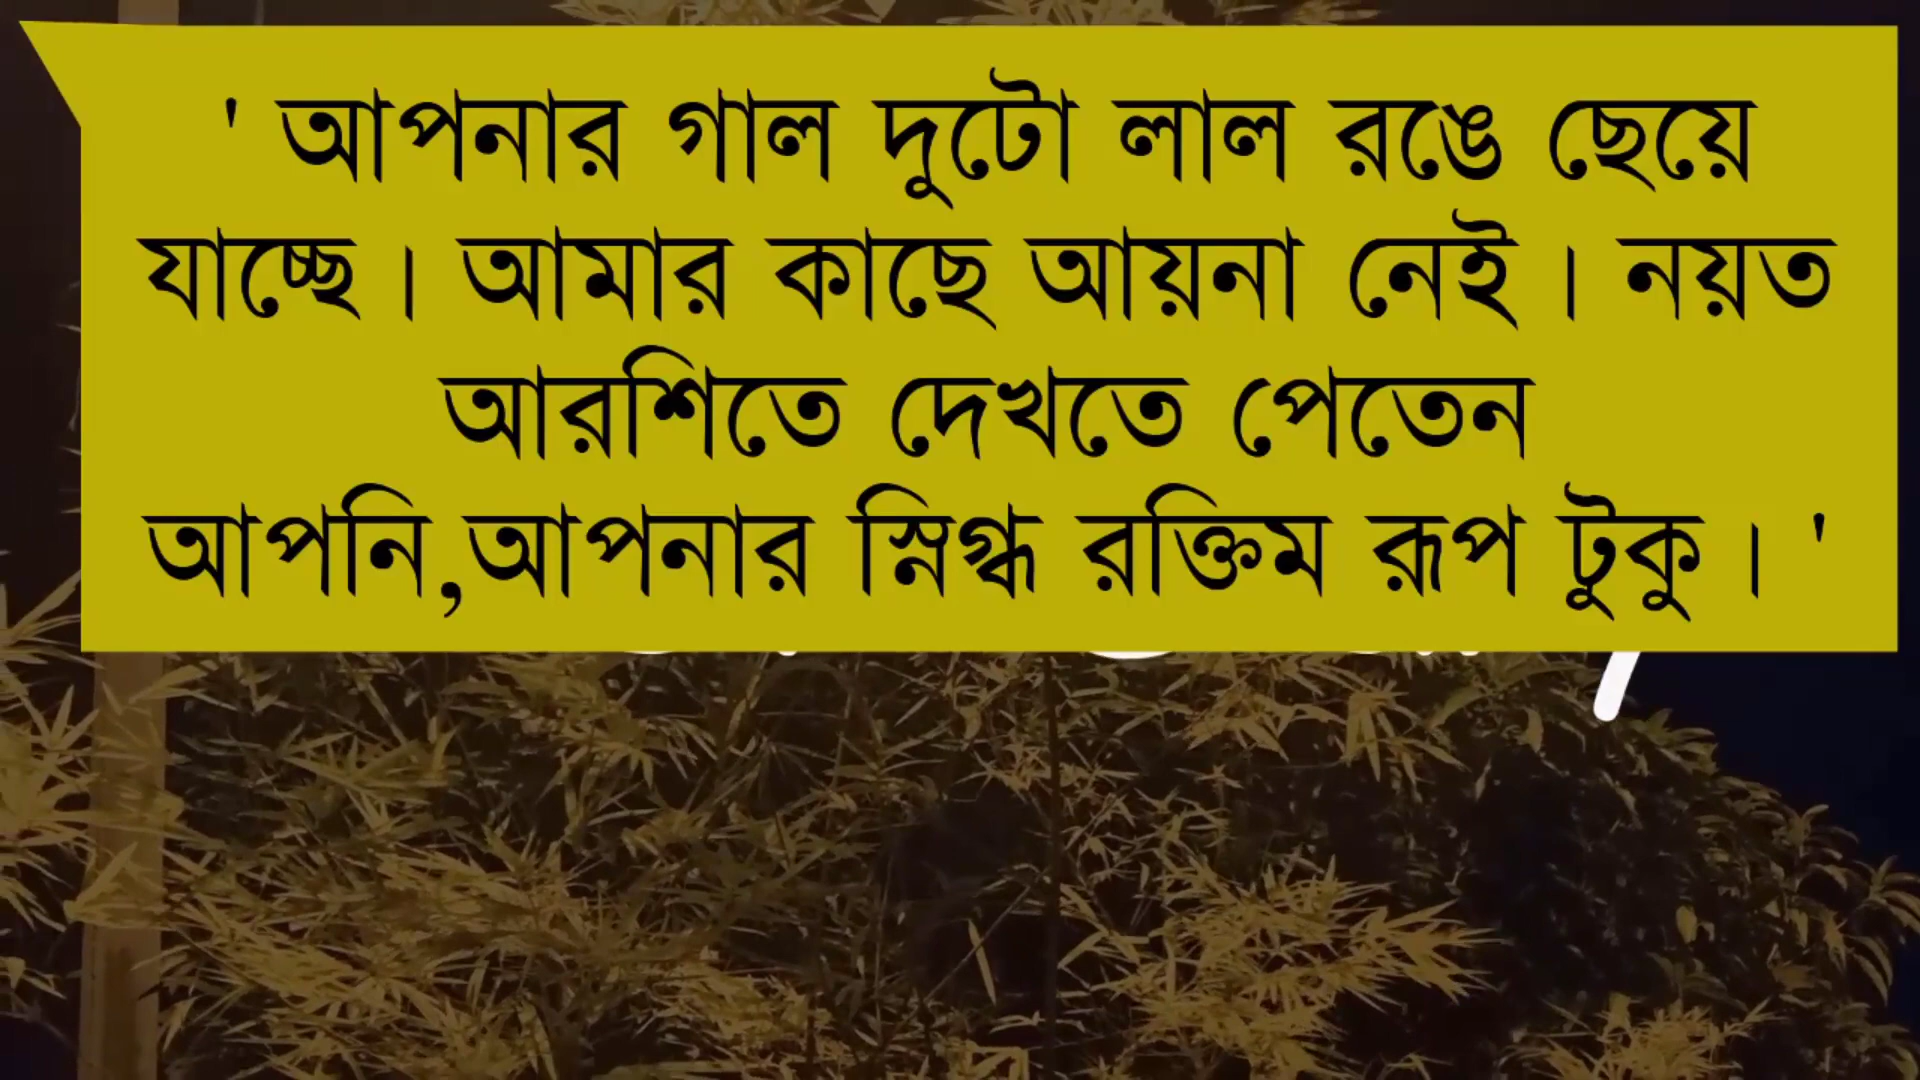 ' আপনার গাল দুটো লাল রঙে ছেয়ে
যাচ্ছে। আমার কাছে আয়না নেই। নয়ত
আরশিতে দেখতে পেতেন
আপনি,আপনার স্নিগ্ধ রক্তিম রূপ টুকু। '